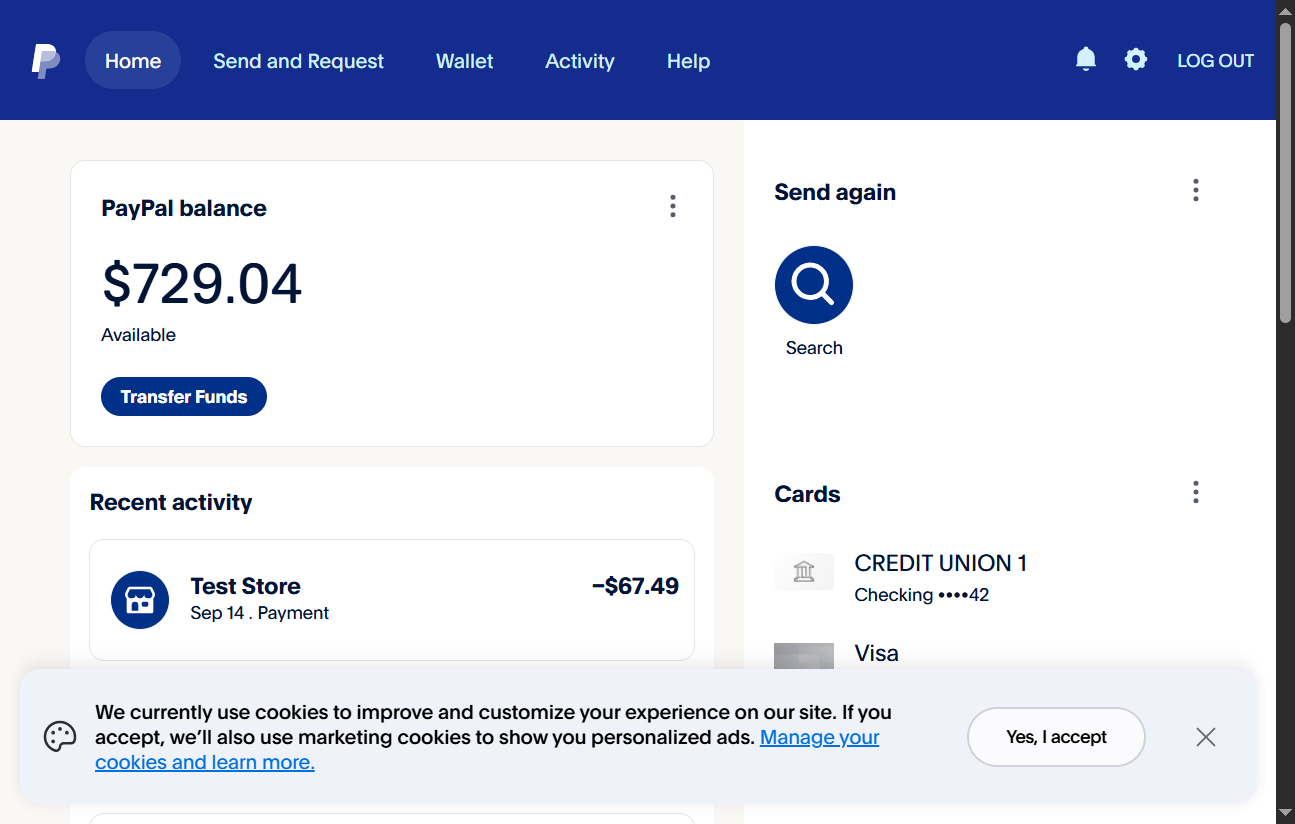 Home
Send and Request
Wallet
Activity
Help
LOG OUT
PayPal balance
$729.04
Available
Transfer Funds
Recent activity
Test Store
−$67.49
Sep 14 . Payment
Send again
Search
Cards
CREDIT UNION 1
Checking ••••42
Visa
We currently use cookies to improve and customize your experience on our site. If you
accept, we’ll also use marketing cookies to show you personalized ads. Manage your
cookies and learn more.
Yes, I accept